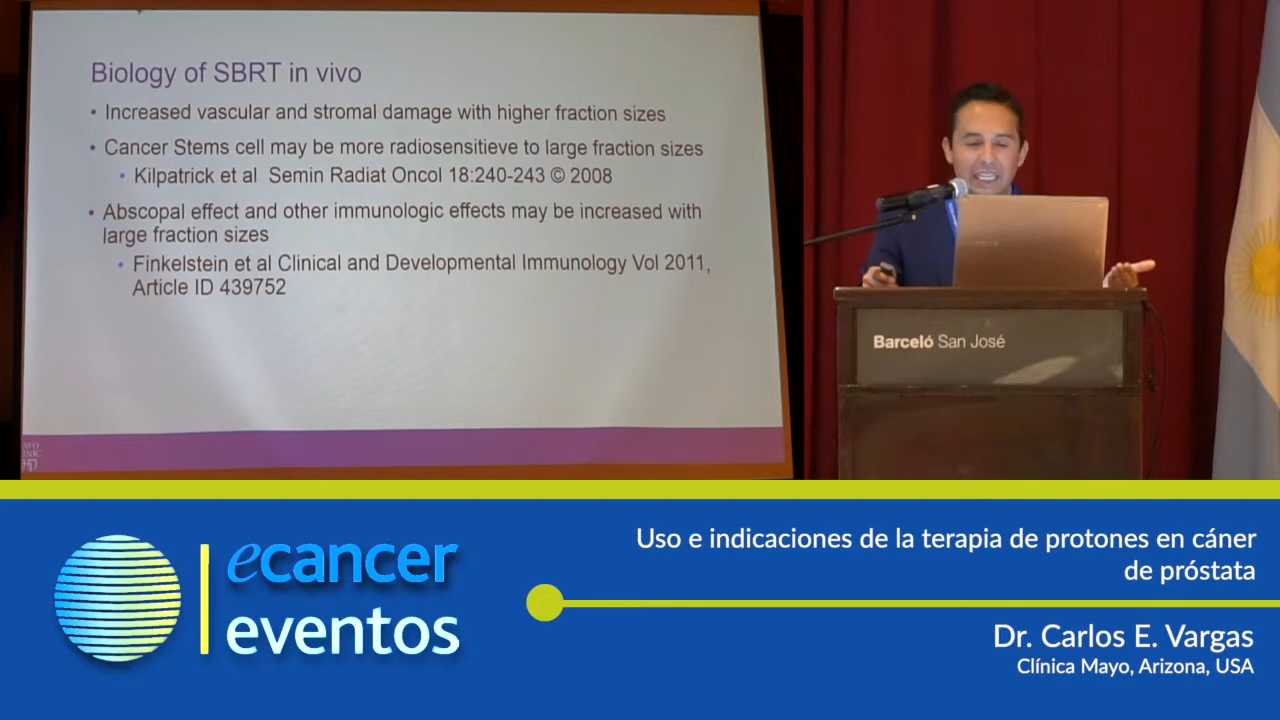 Biology of SBRT in vivo
• Increased vascular and stromal damage with higher fraction sizes
• Cancer Stems cell may be more radiosensitieve to large fraction sizes
• Kilpatrick et al Semin Radiat Oncol 18:240-243 © 2008
• Abscopal effect and other immunologic effects may be increased with
large fraction sizes
• Finkelstein et al Clinical and Developmental Immunology Vol 2011,
Article ID 439752
Barceló San José
ecancer
eventos
Uso e indicaciones de la terapia de protones en cáner
de próstata
Dr. Carlos E. Vargas
Clínica Mayo, Arizona, USA